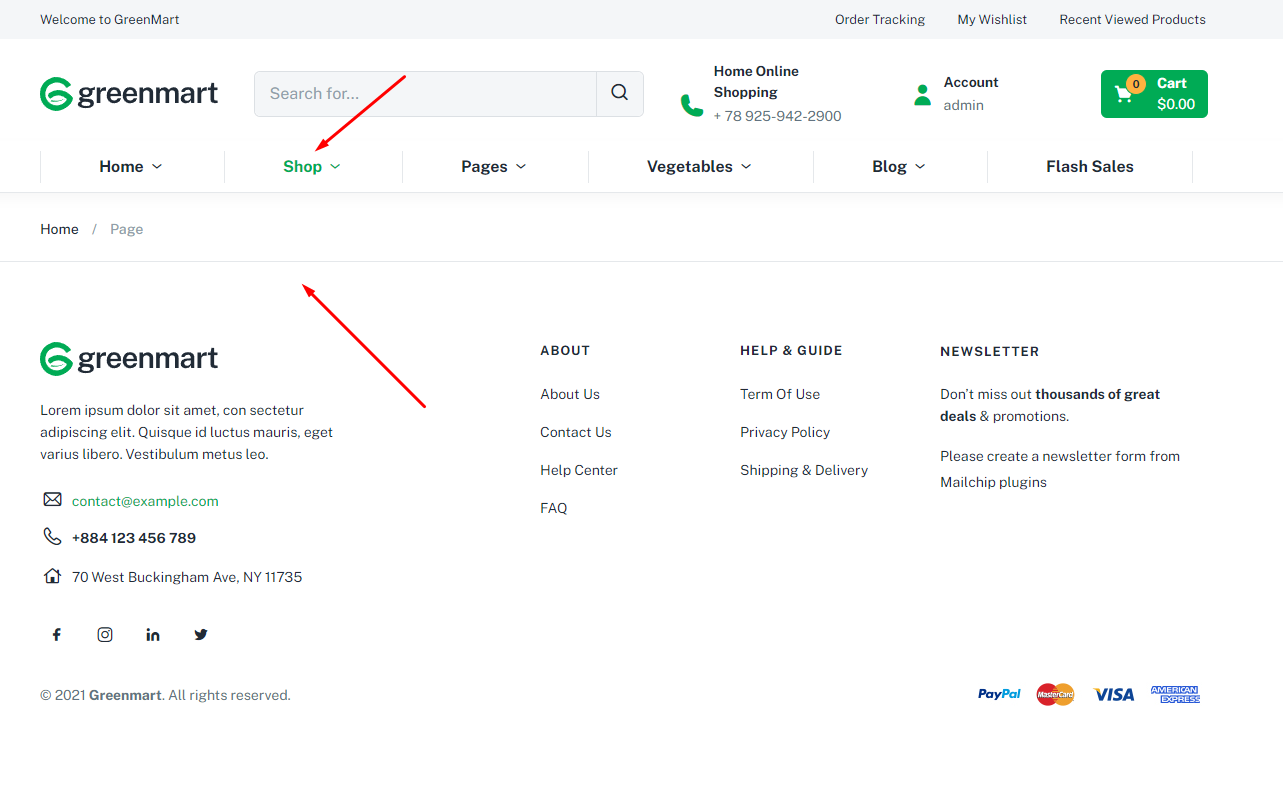 Welcome to GreenMart
Order Tracking
My Wishlist
Recent Viewed Products
greenmart
Search for...
Home Online
Shopping
+ 78 925-942-2900
Account
admin
0
Cart
$0.00
Home
Shop
Pages
Vegetables
Blog
Flash Sales
Home / Page
greenmart
Lorem ipsum dolor sit amet, con sectetur
adipiscing elit. Quisque id luctus mauris, eget
varius libero. Vestibulum metus leo.
contact@example.com
+884 123 456 789
70 West Buckingham Ave, NY 11735
ABOUT
About Us
Contact Us
Help Center
FAQ
HELP & GUIDE
Term Of Use
Privacy Policy
Shipping & Delivery
NEWSLETTER
Don't miss out thousands of great
deals & promotions.
Please create a newsletter form from
Mailchip plugins
© 2021 Greenmart. All rights reserved.
PayPal
MasterCard
VISA
AMERICAN
EXPRESS